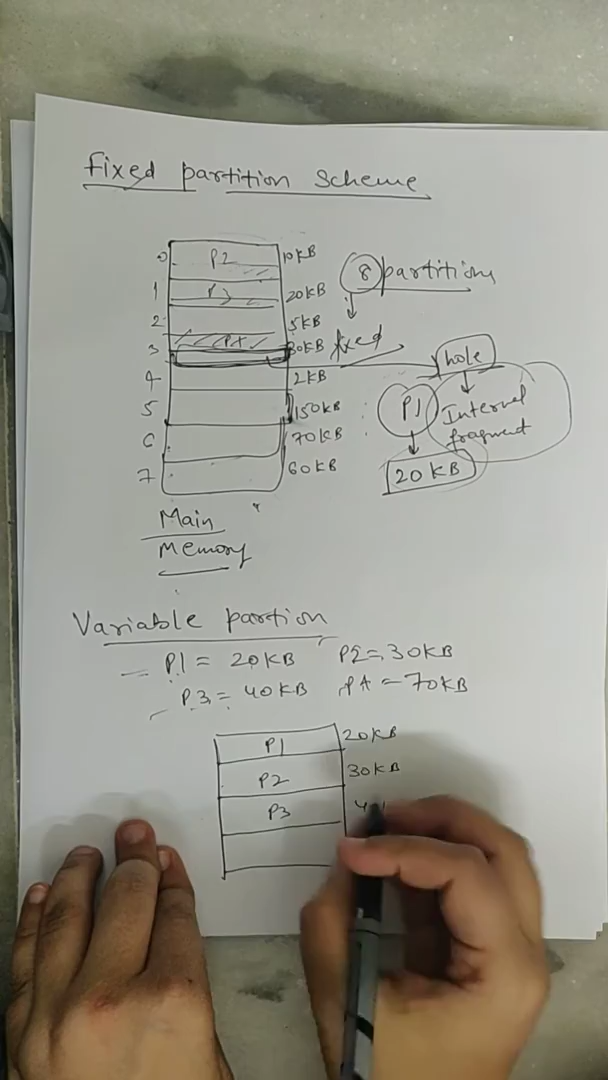 Fixed partition Scheme
0 P2 10KB
8 partitions
1 P3 20KB
2 5KB
3 30KB fixed
hole
4 2KB
P1 Internal
5 150KB
fragment
6 70KB
20KB
7 60KB
Main
Memory
Variable partion
P1 = 20KB P2 = 30KB
P3 = 40KB P4 = 70KB
P1 20KB
P2 30KB
P3